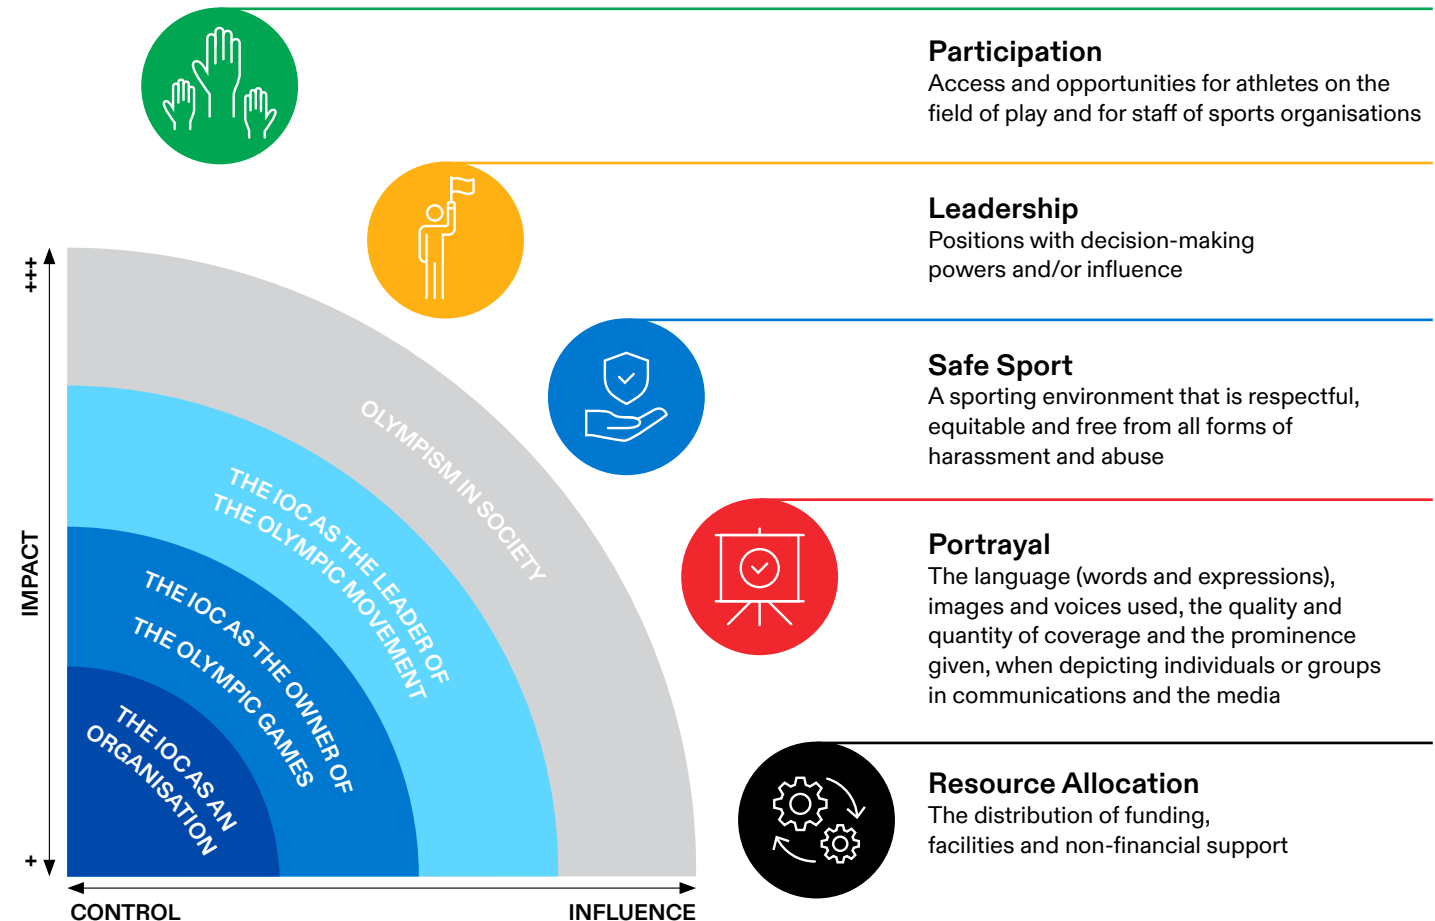 Participation
Access and opportunities for athletes on the
field of play and for staff of sports organisations
Leadership
Positions with decision-making
powers and/or influence
Safe Sport
A sporting environment that is respectful,
equitable and free from all forms of
harassment and abuse
Portrayal
The language (words and expressions),
images and voices used, the quality and
quantity of coverage and the prominence
given, when depicting individuals or groups
in communications and the media
Resource Allocation
The distribution of funding,
facilities and non-financial support
+++
IMPACT
+
OLYMPISM IN SOCIETY
THE IOC AS THE LEADER OF
THE OLYMPIC MOVEMENT
THE IOC AS THE OWNER OF
THE OLYMPIC GAMES
THE IOC AS AN
ORGANISATION
CONTROL
INFLUENCE